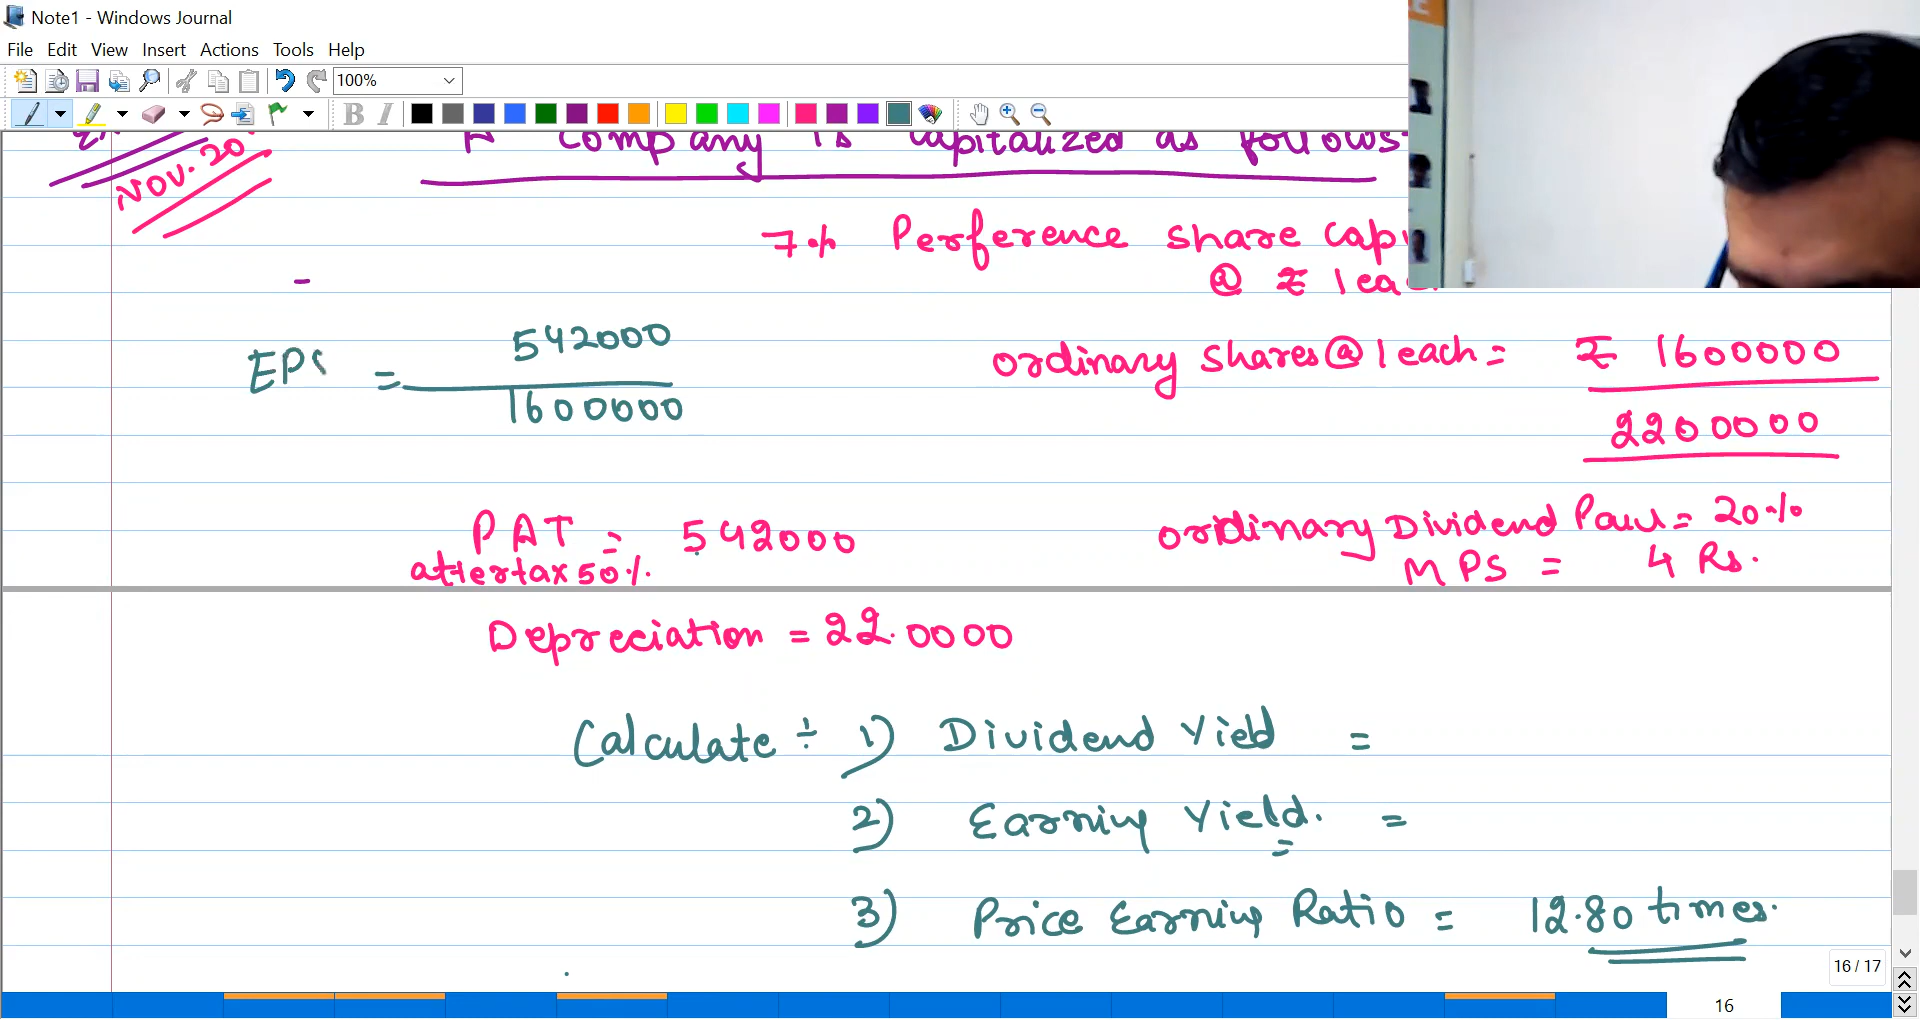 Note1 - Windows Journal
File Edit View Insert Actions Tools Help
100%
A company is capitalized as follows
NOV. 20
7% Perference share cap
@ ₹ 1 eac
EPS = 542000
1600000
ordinary shares @ 1 each = ₹ 1600000
2200000
PAT = 542000
after tax 50%.
ordinary Dividend Paid = 20%
MPS = 4 Rs.
Depreciation = 22.0000
Calculate ÷ 1) Dividend Yield =
2) Earning Yield. =
3) Price Earning Ratio = 12.80 times.
16 / 17
16